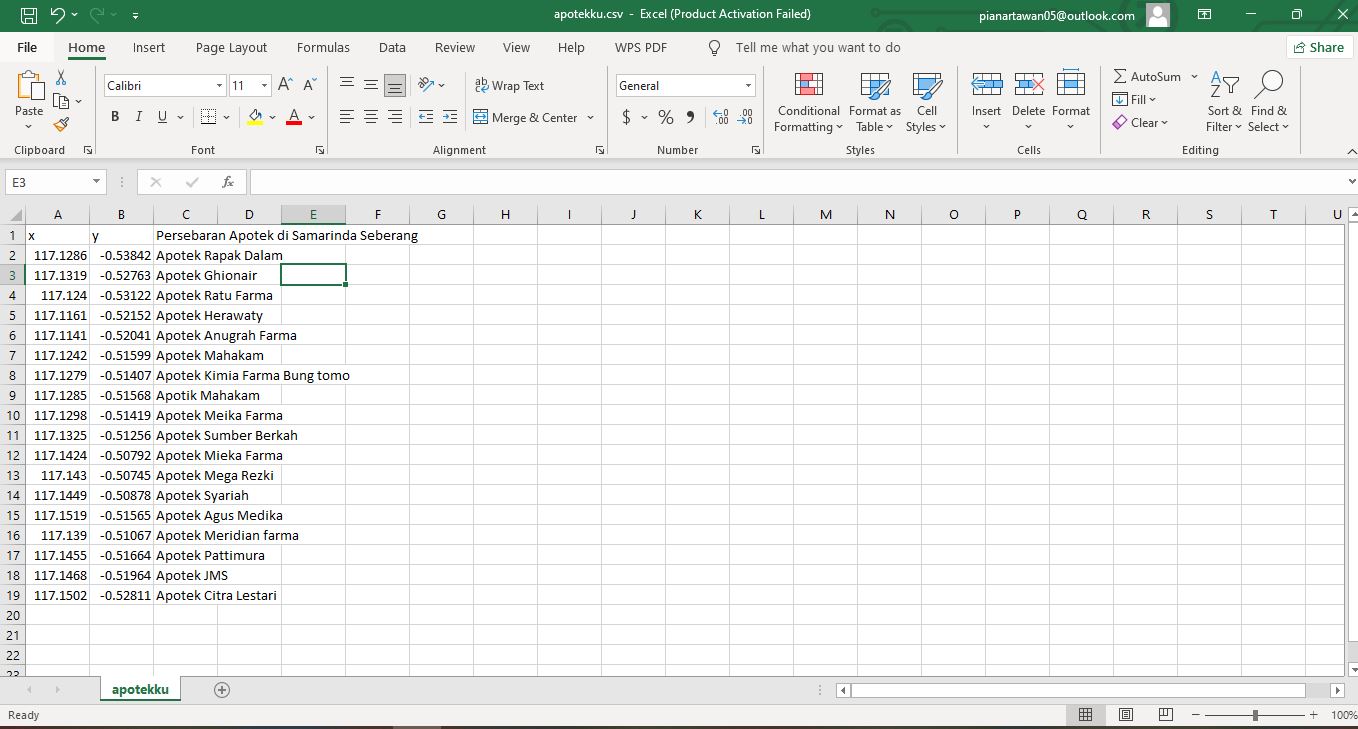 apotekku.csv - Excel (Product Activation Failed)
pianartawan05@outlook.com
File Home Insert Page Layout Formulas Data Review View Help WPS PDF Tell me what you want to do Share
Calibri 11 Wrap Text General AutoSum
Paste Conditional Formatting Format as Table Cell Styles Insert Delete Format Fill Sort & Filter Find & Select
B I U Merge & Center $ % Clear
Clipboard Font Alignment Number Styles Cells Editing
E3 fx
A B C D E F G H I J K L M N O P Q R S T U
1 x y Persebaran Apotek di Samarinda Seberang
2 117.1286 -0.53842 Apotek Rapak Dalam
3 117.1319 -0.52763 Apotek Ghionair
4 117.124 -0.53122 Apotek Ratu Farma
5 117.1161 -0.52152 Apotek Herawaty
6 117.1141 -0.52041 Apotek Anugrah Farma
7 117.1242 -0.51599 Apotek Mahakam
8 117.1279 -0.51407 Apotek Kimia Farma Bung tomo
9 117.1285 -0.51568 Apotik Mahakam
10 117.1298 -0.51419 Apotek Meika Farma
11 117.1325 -0.51256 Apotek Sumber Berkah
12 117.1424 -0.50792 Apotek Mieka Farma
13 117.143 -0.50745 Apotek Mega Rezki
14 117.1449 -0.50878 Apotek Syariah
15 117.1519 -0.51565 Apotek Agus Medika
16 117.139 -0.51067 Apotek Meridian farma
17 117.1455 -0.51664 Apotek Pattimura
18 117.1468 -0.51964 Apotek JMS
19 117.1502 -0.52811 Apotek Citra Lestari
20
21
22
23
apotekku
Ready 100%